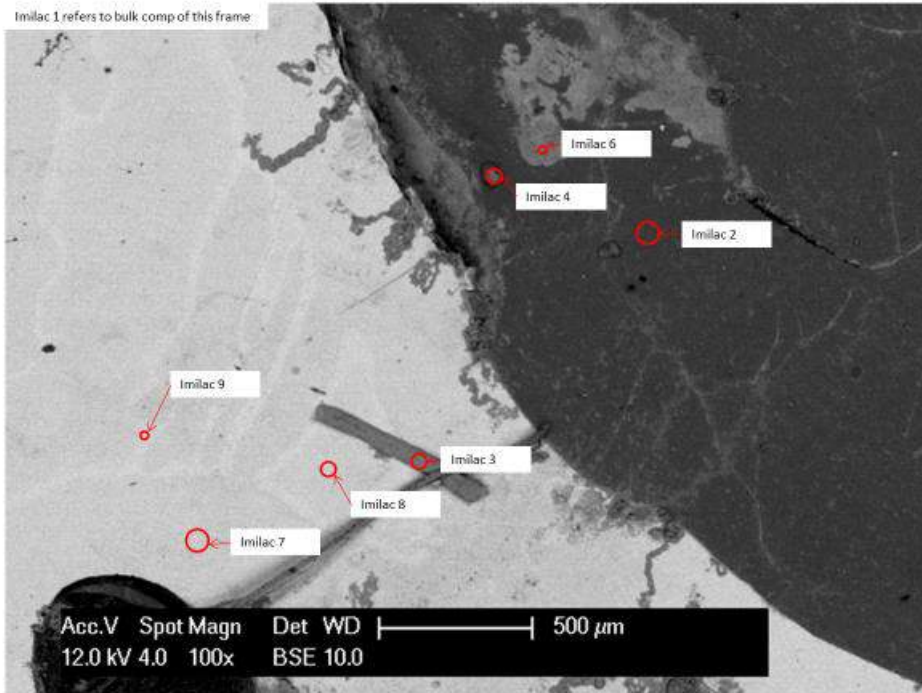 Imilac 1 refers to bulk comp of this frame
Imilac 6
Imilac 4
Imilac 2
Imilac 9
Imilac 3
Imilac 8
Imilac 7
Acc.V Spot Magn Det WD 500 µm
12.0 kV 4.0 100x BSE 10.0